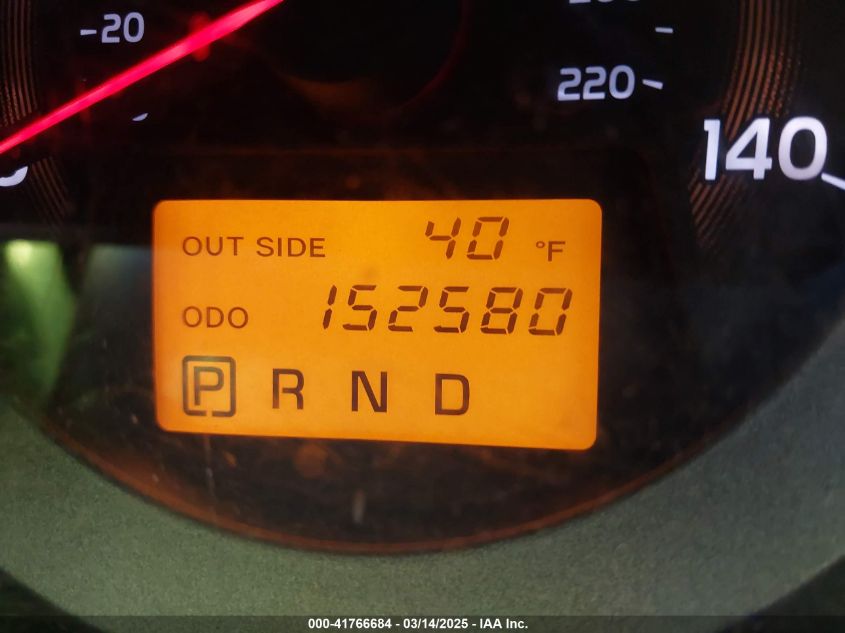 -20
220
140
OUT SIDE 40 °F
ODO 152580
P R N D
000-41766684 - 03/14/2025 - IAA Inc.